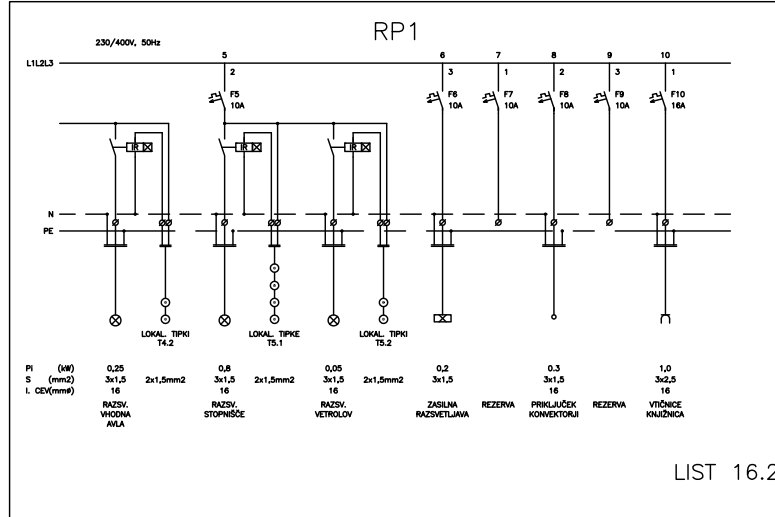 RP1
230/400V, 50Hz
5 6 7 8 9 10
L1L2L3
2 3 1 2 3 1
F5 F6 F7 F8 F9 F10
10A 10A 10A 10A 10A 16A
IR IR IR
N
PE
LOKAL. TIPKI LOKAL. TIPKE LOKAL. TIPKI
T4.2 T5.1 T5.2
Pi (kW) 0,25 0,8 0,05 0,2 0.3 1,0
S (mm2) 3x1,5 2x1,5mm2 3x1,5 2x1,5mm2 3x1,5 2x1,5mm2 3x1,5 3x1,5 3x2,5
I. CEV(mmø) 16 16 16 16 16
RAZSV. RAZSV. RAZSV. ZASILNA REZERVA PRIKLJUČEK REZERVA VTIČNICE
VHODNA STOPNIŠČE VETROLOV RAZSVETLJAVA KONVEKTORJI KNJIŽNICA
AVLA
LIST 16.2